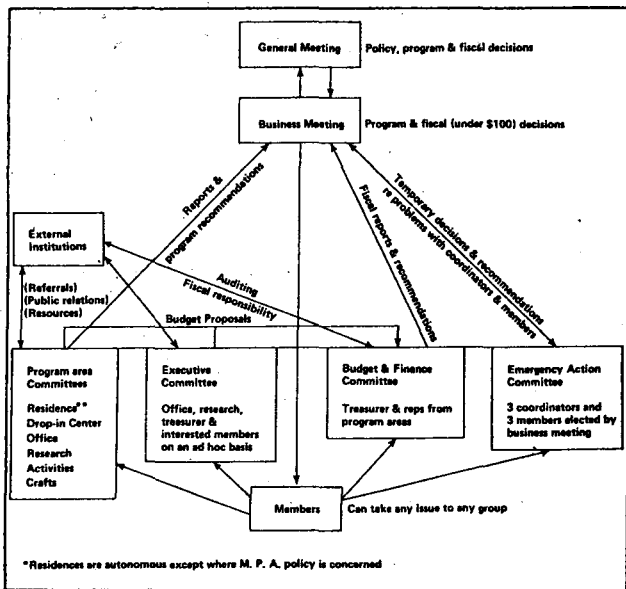 General Meeting
Policy, program & fiscal decisions
Business Meeting
Program & fiscal (under $100) decisions
Reports &
program recommendations
Fiscal reports & recommendations
Temporary decisions & recommendations
re problems with coordinators & members
External
Institutions
Auditing
Fiscal responsibility
(Referrals)
(Public relations)
(Resources)
Budget Proposals
Program area
Committees
Residence**
Drop-in Center
Office
Research
Activities
Crafts
Executive
Committee
Office, research,
treasurer &
interested members
on an ad hoc basis
Budget & Finance
Committee
Treasurer & reps from
program areas
Emergency Action
Committee
3 coordinators and
3 members elected by
business meeting
Members
Can take any issue to any group
*Residences are autonomous except where M. P. A. policy is concerned